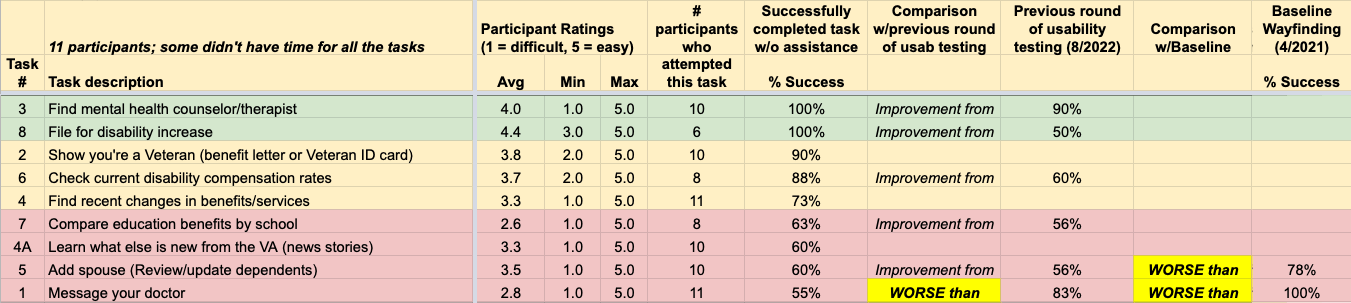 11 participants; some didn't have time for all the tasks
Participant Ratings
(1 = difficult, 5 = easy)
#
participants
who
attempted
this task
Successfully
completed task
w/o assistance
Comparison
w/previous round
of usab testing
Previous round
of usability
testing (8/2022)
Comparison
w/Baseline
Baseline
Wayfinding
(4/2021)
Task
# Task description Avg Min Max % Success % Success
3 Find mental health counselor/therapist 4.0 1.0 5.0 10 100% Improvement from 90%
8 File for disability increase 4.4 3.0 5.0 6 100% Improvement from 50%
2 Show you're a Veteran (benefit letter or Veteran ID card) 3.8 2.0 5.0 10 90%
6 Check current disability compensation rates 3.7 2.0 5.0 8 88% Improvement from 60%
4 Find recent changes in benefits/services 3.3 1.0 5.0 11 73%
7 Compare education benefits by school 2.6 1.0 5.0 8 63% Improvement from 56%
4A Learn what else is new from the VA (news stories) 3.3 1.0 5.0 10 60%
5 Add spouse (Review/update dependents) 3.5 1.0 5.0 10 60% Improvement from 56% WORSE than 78%
1 Message your doctor 2.8 1.0 5.0 11 55% WORSE than 83% WORSE than 100%